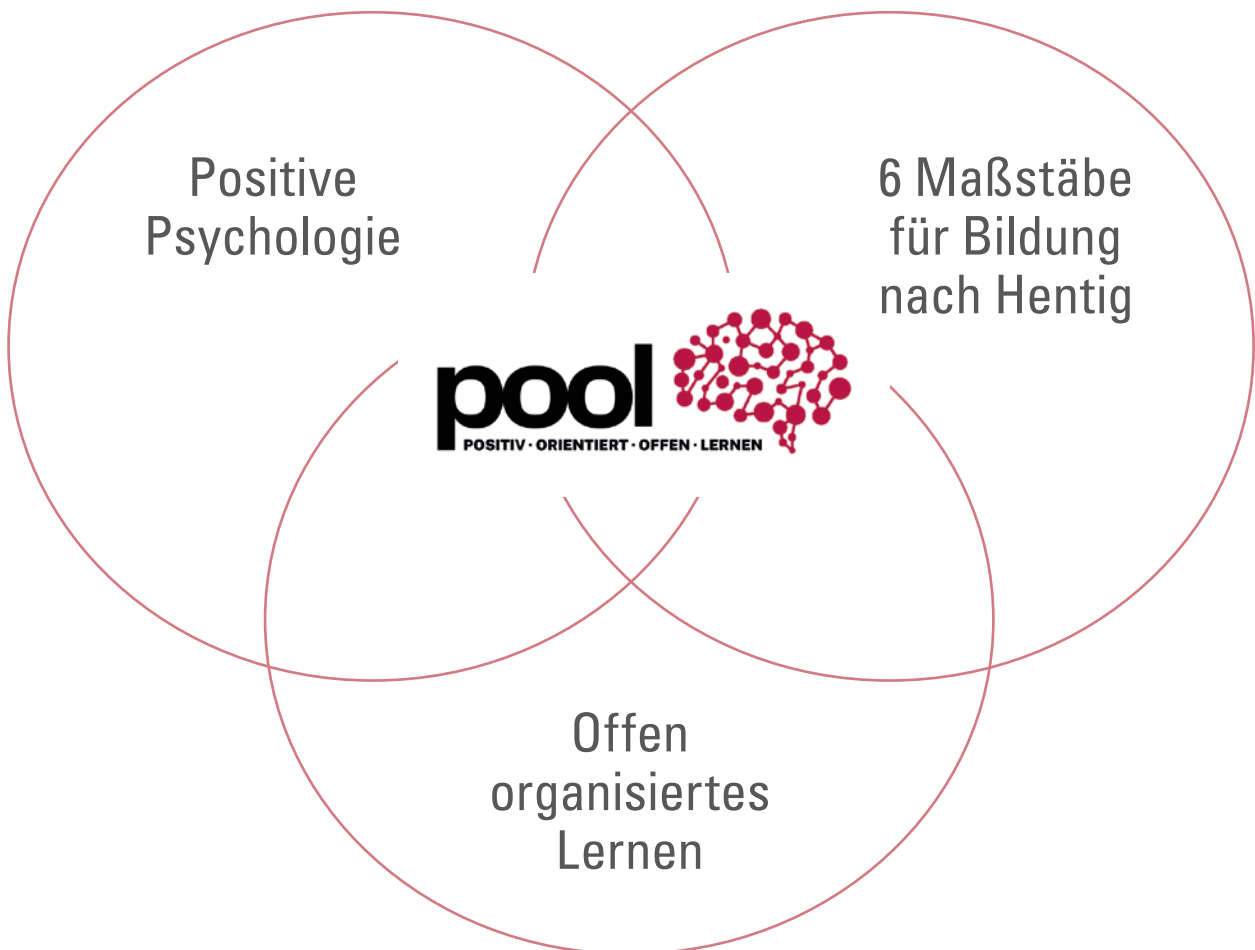 Positive
Psychologie
6 Maßstäbe
für Bildung
nach Hentig
pool
POSITIV · ORIENTIERT · OFFEN · LERNEN
Offen
organisiertes
Lernen